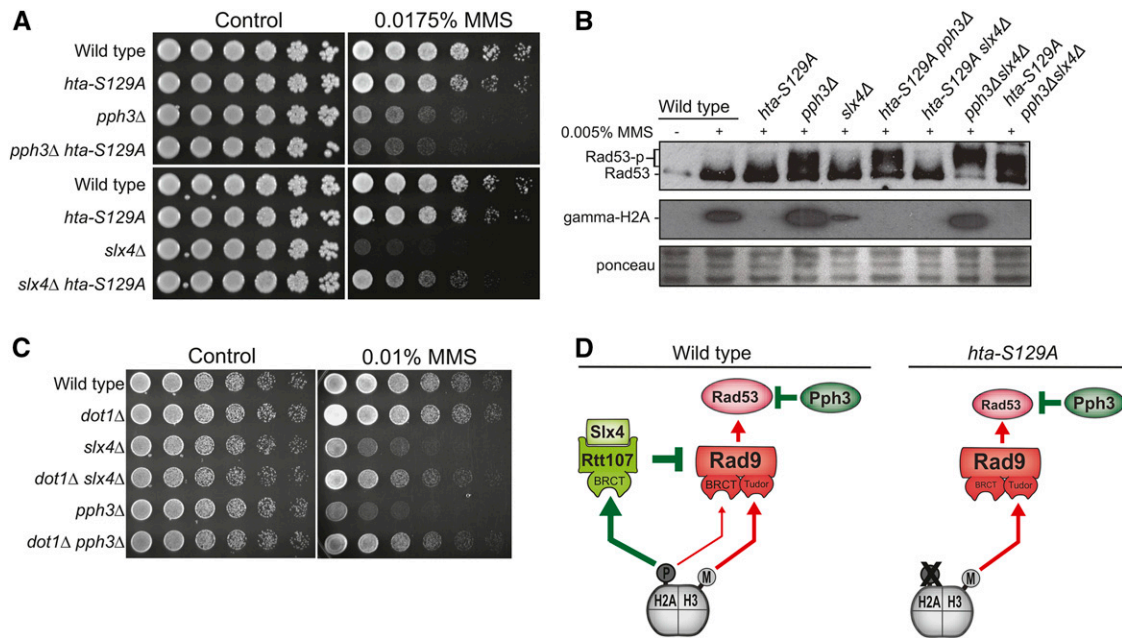 A
Control 0.0175% MMS
Wild type
hta-S129A
pph3Δ
pph3Δ hta-S129A
Wild type
hta-S129A
slx4Δ
slx4Δ hta-S129A
B
Wild type
hta-S129A
pph3Δ
slx4Δ
hta-S129A pph3Δ
hta-S129A slx4Δ
pph3Δslx4Δ
hta-S129A
pph3Δslx4Δ
0.005% MMS - + + + + + + + +
Rad53-p
Rad53
gamma-H2A
ponceau
C
Control 0.01% MMS
Wild type
dot1Δ
slx4Δ
dot1Δ slx4Δ
pph3Δ
dot1Δ pph3Δ
D
Wild type
Rad53 Pph3
Slx4
Rtt107 Rad9
BRCT BRCT Tudor
P M
H2A H3
hta-S129A
Rad53 Pph3
Rad9
BRCT Tudor
M
H2A H3